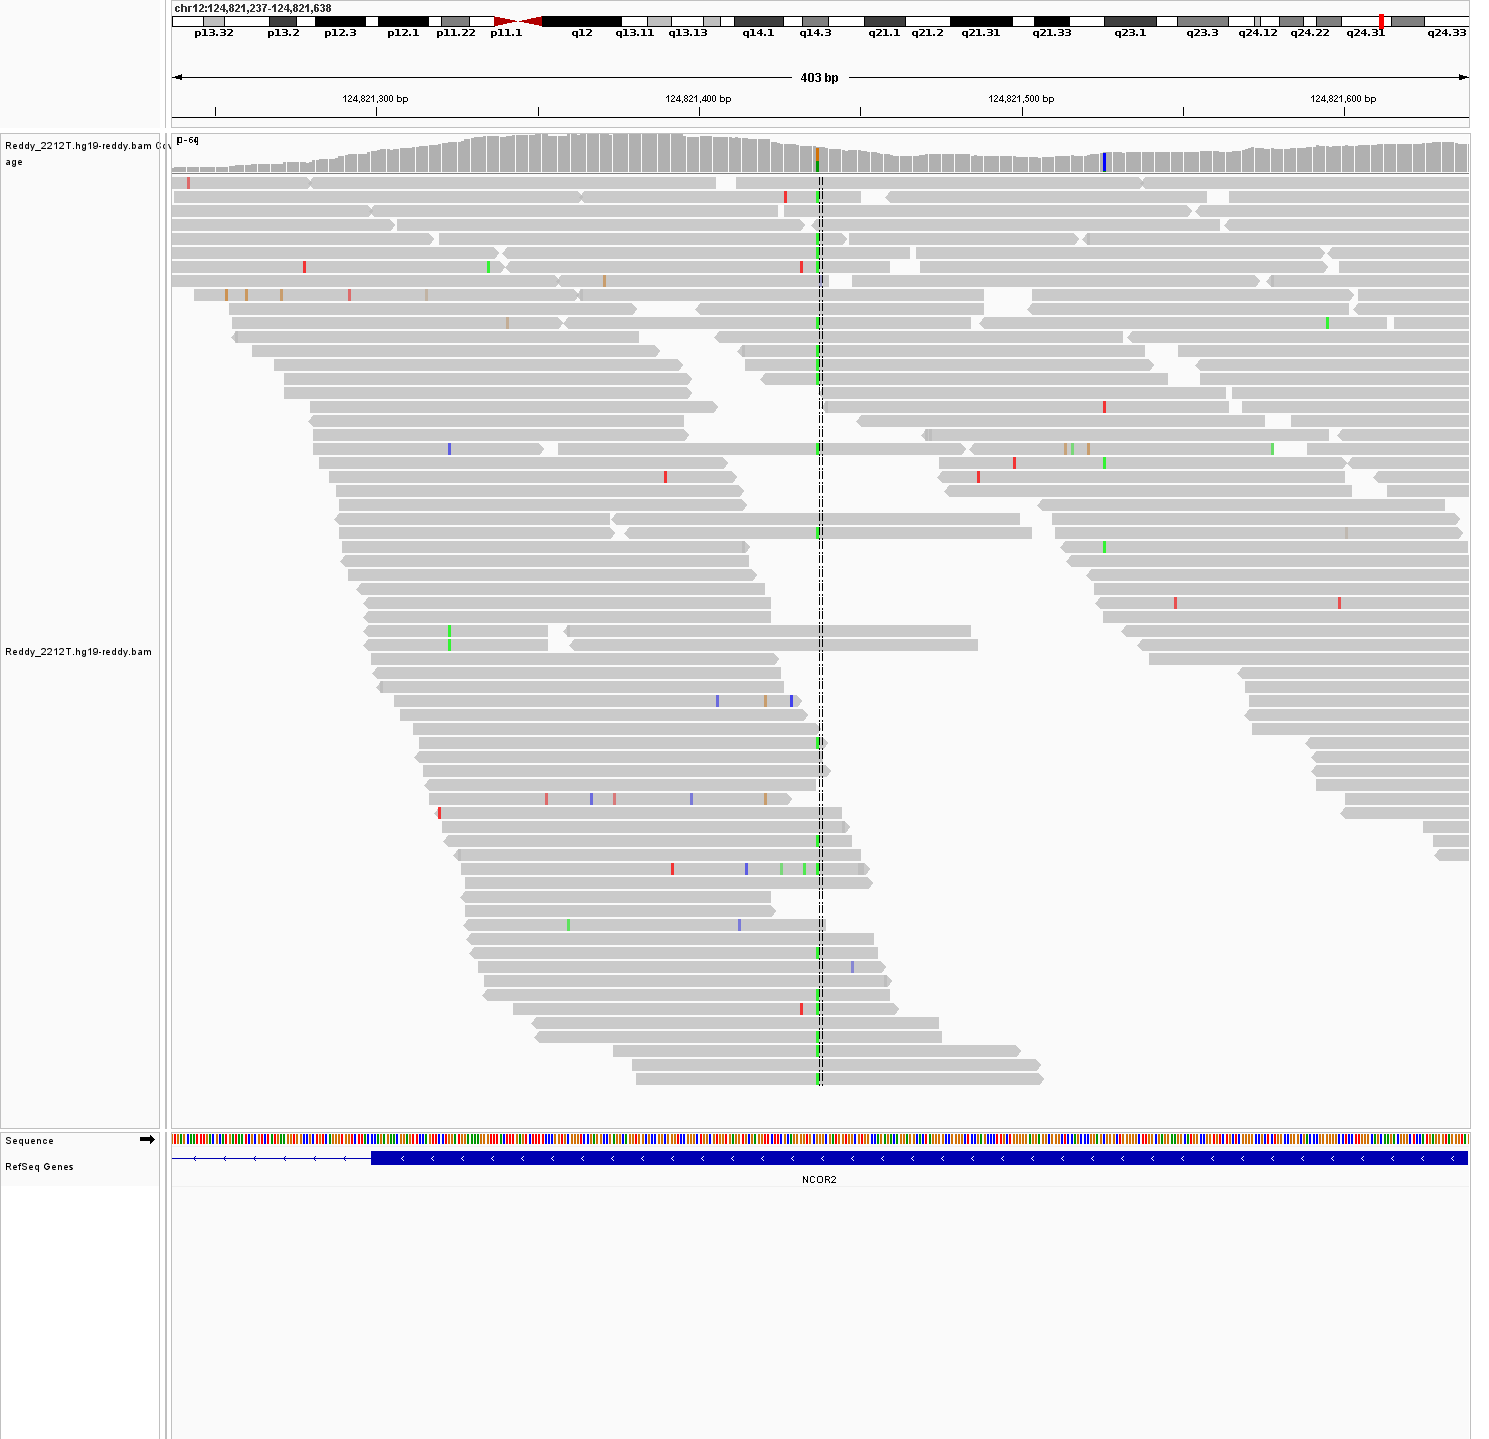 chr12:124,821,237-124,821,638
p13.32 p13.2 p12.3 p12.1 p11.22 p11.1 q12 q13.11 q13.13 q14.1 q14.3 q21.1 q21.2 q21.31 q21.33 q23.1 q23.3 q24.12 q24.22 q24.31 q24.33
403 bp
124,821,300 bp 124,821,400 bp 124,821,500 bp 124,821,600 bp
[0-64]
Reddy_2212T.hg19-reddy.bam Cov
age
Reddy_2212T.hg19-reddy.bam
Sequence
RefSeq Genes
NCOR2